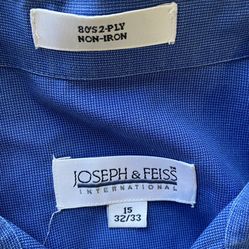 80'S 2-PLY
NON-IRON
JOSEPH & FEISS
INTERNATIONAL
15
32/33